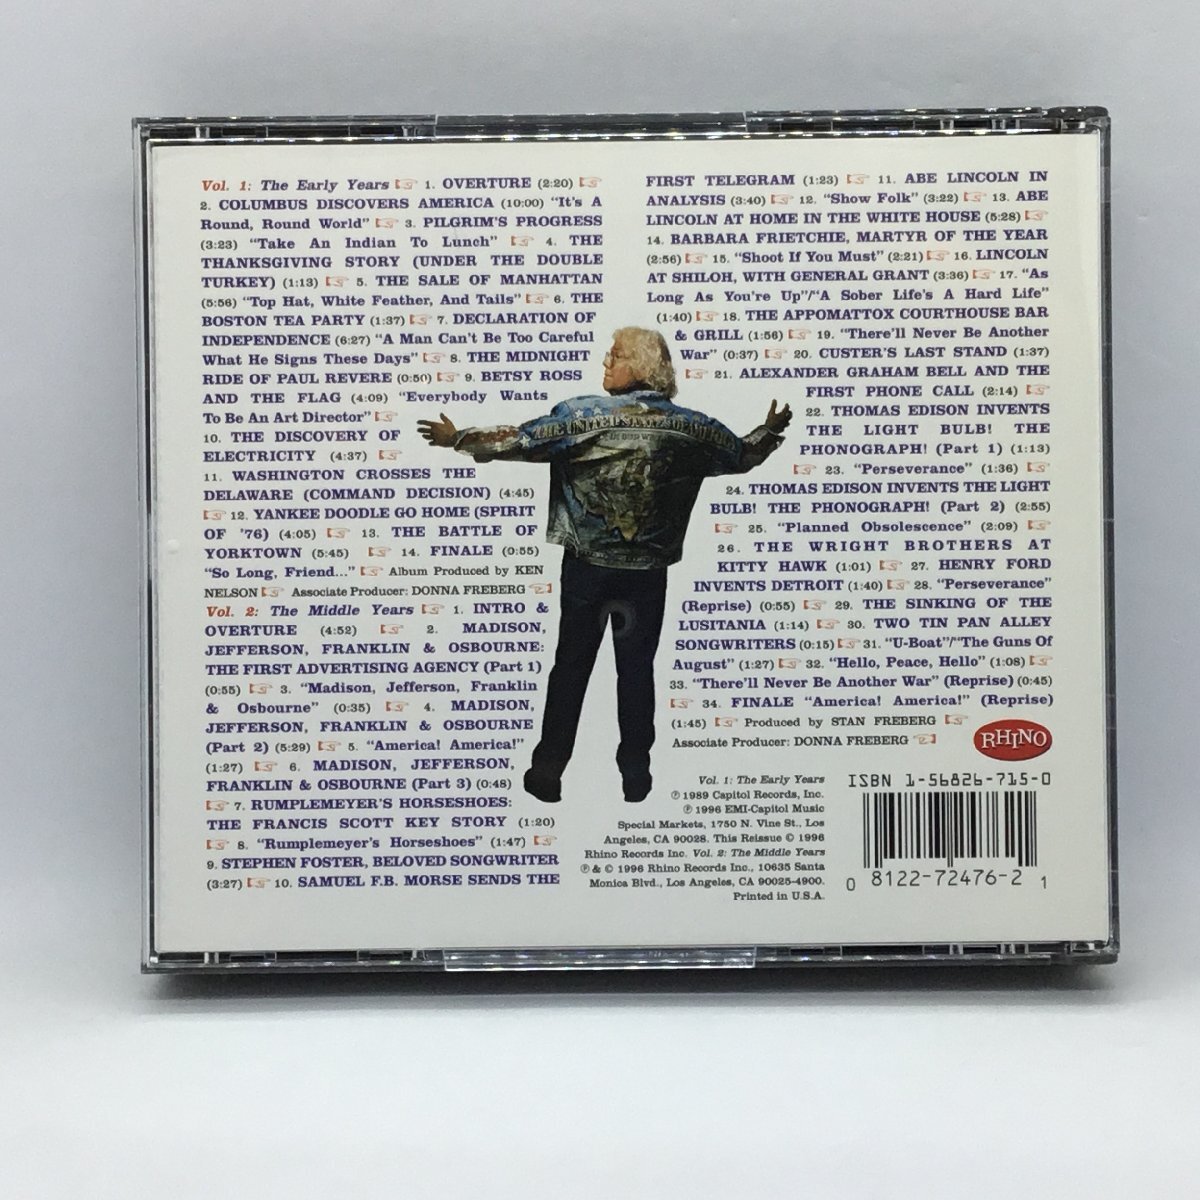 Vol. 1: The Early Years ☞ 1. OVERTURE (2:20) ☞
2. COLUMBUS DISCOVERS AMERICA (10:00) “It's A
Round, Round World” ☞ 3. PILGRIM'S PROGRESS
(3:23) “Take An Indian To Lunch” ☞ 4. THE
THANKSGIVING STORY (UNDER THE DOUBLE
TURKEY) (1:13) ☞ 5. THE SALE OF MANHATTAN
(5:56) “Top Hat, White Feather, And Tails” ☞ 6. THE
BOSTON TEA PARTY (1:37) ☞ 7. DECLARATION OF
INDEPENDENCE (6:27) “A Man Can't Be Too Careful
What He Signs These Days” ☞ 8. THE MIDNIGHT
RIDE OF PAUL REVERE (0:50) ☞ 9. BETSY ROSS
AND THE FLAG (4:09) “Everybody Wants
To Be An Art Director” ☞
10. THE DISCOVERY OF
ELECTRICITY (4:37) ☞
11. WASHINGTON CROSSES THE
DELAWARE (COMMAND DECISION) (4:45)
☞ 12. YANKEE DOODLE GO HOME (SPIRIT
OF '76) (4:05) ☞ 13. THE BATTLE OF
YORKTOWN (5:45) ☞ 14. FINALE (0:55)
“So Long, Friend...” ☞ Album Produced by KEN
NELSON ☞ Associate Producer: DONNA FREBERG ☜
Vol. 2: The Middle Years ☞ 1. INTRO &
OVERTURE (4:52) ☞ 2. MADISON,
JEFFERSON, FRANKLIN & OSBOURNE:
THE FIRST ADVERTISING AGENCY (Part 1)
(0:55) ☞ 3. “Madison, Jefferson, Franklin
& Osbourne” (0:35) ☞ 4. MADISON,
JEFFERSON, FRANKLIN & OSBOURNE
(Part 2) (5:29) ☞ 5. “America! America!”
(1:27) ☞ 6. MADISON, JEFFERSON,
FRANKLIN & OSBOURNE (Part 3) (0:48)
☞ 7. RUMPLEMEYER'S HORSESHOES:
THE FRANCIS SCOTT KEY STORY (1:20)
☞ 8. “Rumplemeyer's Horseshoes” (1:47) ☞
9. STEPHEN FOSTER, BELOVED SONGWRITER
(3:27) ☞ 10. SAMUEL F.B. MORSE SENDS THE
FIRST TELEGRAM (1:23) ☞ 11. ABE LINCOLN IN
ANALYSIS (3:40) ☞ 12. “Show Folk” (3:22) ☞ 13. ABE
LINCOLN AT HOME IN THE WHITE HOUSE (5:28) ☞
14. BARBARA FRIETCHIE, MARTYR OF THE YEAR
(2:56) ☞ 15. “Shoot If You Must” (2:21) ☞ 16. LINCOLN
AT SHILOH, WITH GENERAL GRANT (3:36) ☞ 17. “As
Long As You're Up”/“A Sober Life's A Hard Life”
(1:40) ☞ 18. THE APPOMATTOX COURTHOUSE BAR
& GRILL (1:56) ☞ 19. “There'll Never Be Another
War” (0:37) ☞ 20. CUSTER'S LAST STAND (1:37)
☞ 21. ALEXANDER GRAHAM BELL AND THE
FIRST PHONE CALL (2:14) ☞
22. THOMAS EDISON INVENTS
THE LIGHT BULB! THE
PHONOGRAPH! (Part 1) (1:13)
☞ 23. “Perseverance” (1:36) ☞
24. THOMAS EDISON INVENTS THE LIGHT
BULB! THE PHONOGRAPH! (Part 2) (2:55)
☞ 25. “Planned Obsolescence” (2:09) ☞
26. THE WRIGHT BROTHERS AT
KITTY HAWK (1:01) ☞ 27. HENRY FORD
INVENTS DETROIT (1:40) ☞ 28. “Perseverance”
(Reprise) (0:55) ☞ 29. THE SINKING OF THE
LUSITANIA (1:14) ☞ 30. TWO TIN PAN ALLEY
SONGWRITERS (0:15) ☞ 31. “U-Boat”/“The Guns Of
August” (1:27) ☞ 32. “Hello, Peace, Hello” (1:08) ☞
33. “There'll Never Be Another War” (Reprise) (0:45)
☞ 34. FINALE “America! America!” (Reprise)
(1:45) ☞ Produced by STAN FREBERG ☞
Associate Producer: DONNA FREBERG ☜
RHINO
THE UNITED STATES OF AMERICA
Vol. 1: The Early Years
℗ 1989 Capitol Records, Inc.
℗ 1996 EMI-Capitol Music
Special Markets, 1750 N. Vine St., Los
Angeles, CA 90028. This Reissue © 1996
Rhino Records Inc. Vol. 2: The Middle Years
℗ & © 1996 Rhino Records Inc., 10635 Santa
Monica Blvd., Los Angeles, CA 90025-4900.
Printed in U.S.A.
ISBN 1-56826-715-0
0 8122-72476-2 1